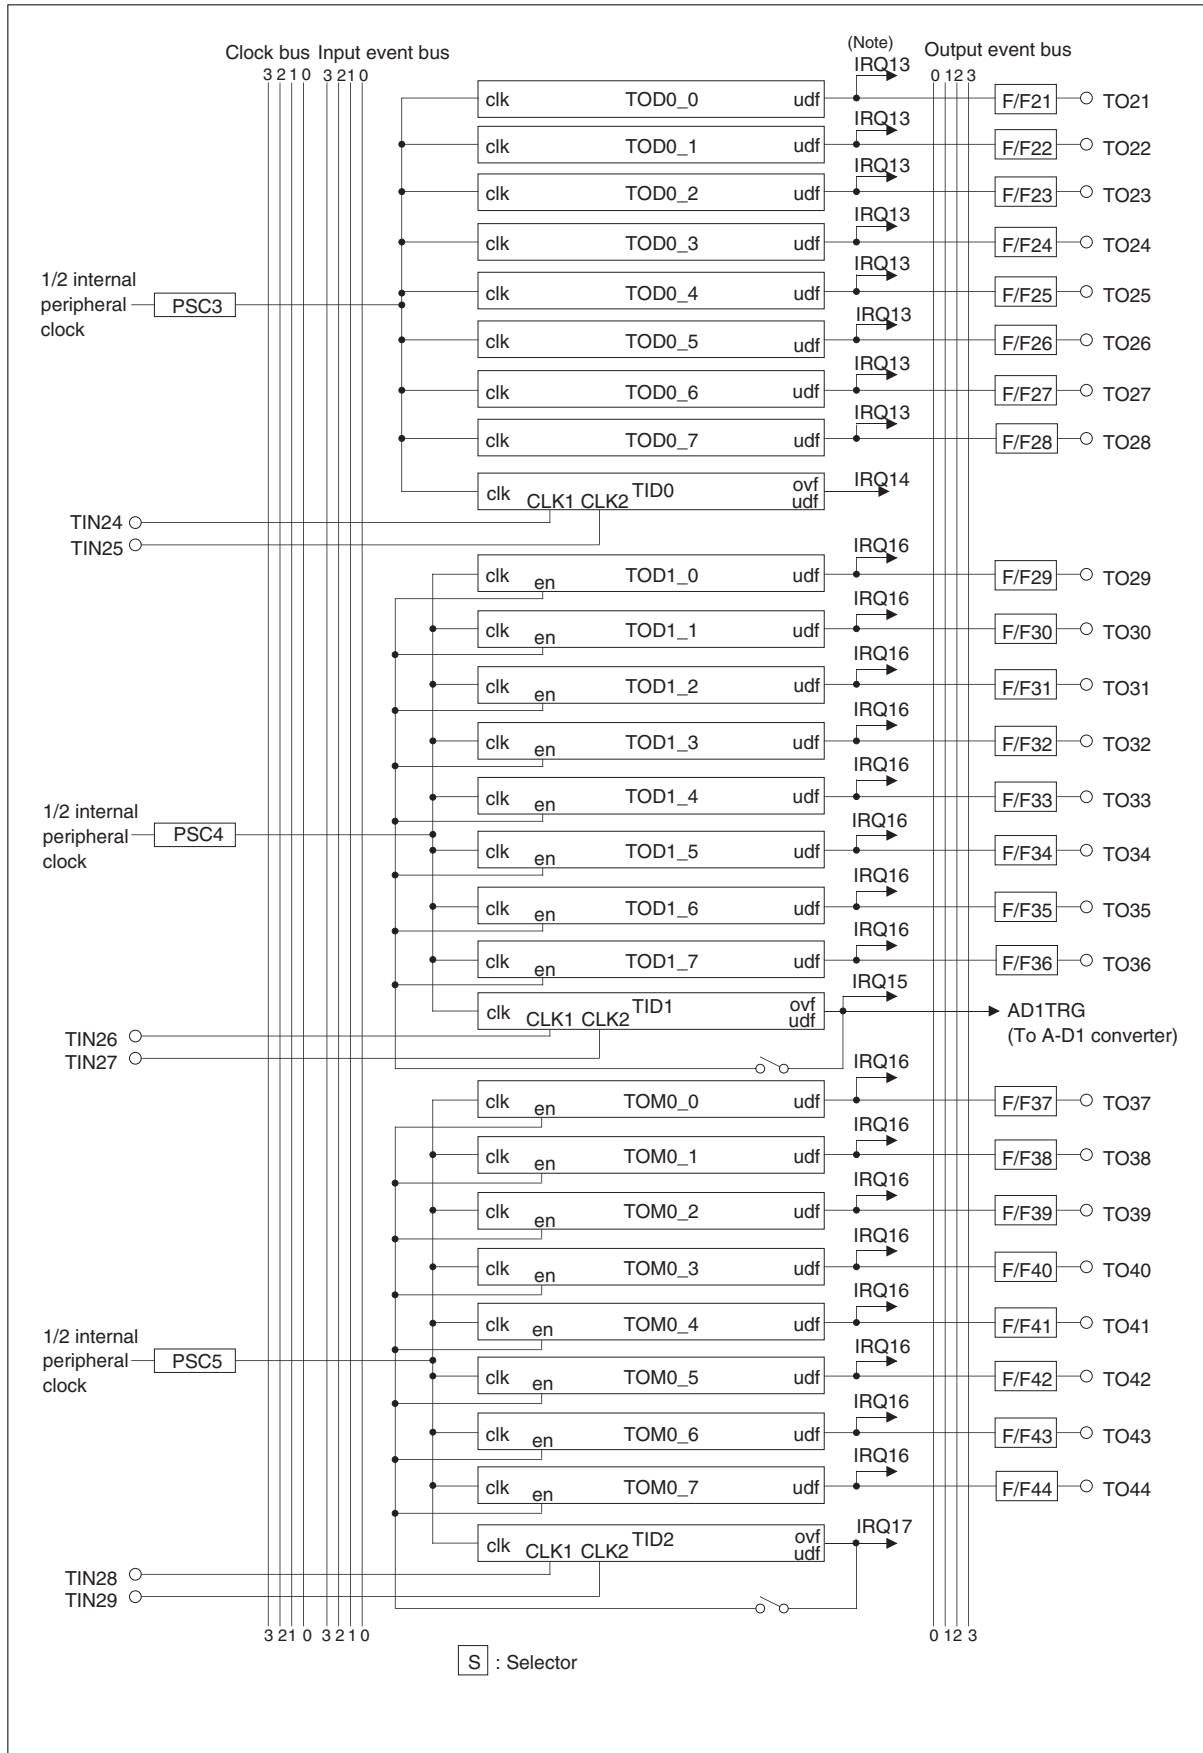 (Note)
Clock bus Input event bus Output event bus
3 2 1 0 3 2 1 0 0 1 2 3
IRQ13
clk TOD0_0 udf F/F21 TO21
IRQ13
clk TOD0_1 udf F/F22 TO22
IRQ13
clk TOD0_2 udf F/F23 TO23
IRQ13
clk TOD0_3 udf F/F24 TO24
1/2 internal
peripheral
clock
PSC3
IRQ13
clk TOD0_4 udf F/F25 TO25
IRQ13
clk TOD0_5 udf F/F26 TO26
IRQ13
clk TOD0_6 udf F/F27 TO27
IRQ13
clk TOD0_7 udf F/F28 TO28
clk CLK1 CLK2 TID0 ovf udf IRQ14
TIN24
TIN25
IRQ16
clk en TOD1_0 udf F/F29 TO29
IRQ16
clk en TOD1_1 udf F/F30 TO30
IRQ16
clk en TOD1_2 udf F/F31 TO31
IRQ16
clk en TOD1_3 udf F/F32 TO32
IRQ16
clk en TOD1_4 udf F/F33 TO33
1/2 internal
peripheral
clock
PSC4
IRQ16
clk en TOD1_5 udf F/F34 TO34
IRQ16
clk en TOD1_6 udf F/F35 TO35
IRQ16
clk en TOD1_7 udf F/F36 TO36
IRQ15
clk CLK1 CLK2 TID1 ovf udf AD1TRG
(To A-D1 converter)
TIN26
TIN27
IRQ16
clk en TOM0_0 udf F/F37 TO37
IRQ16
clk en TOM0_1 udf F/F38 TO38
IRQ16
clk en TOM0_2 udf F/F39 TO39
IRQ16
clk en TOM0_3 udf F/F40 TO40
IRQ16
clk en TOM0_4 udf F/F41 TO41
1/2 internal
peripheral
clock
PSC5
IRQ16
clk en TOM0_5 udf F/F42 TO42
IRQ16
clk en TOM0_6 udf F/F43 TO43
IRQ16
clk en TOM0_7 udf F/F44 TO44
clk CLK1 CLK2 TID2 ovf udf IRQ17
TIN28
TIN29
3 2 1 0 3 2 1 0 0 1 2 3
S : Selector